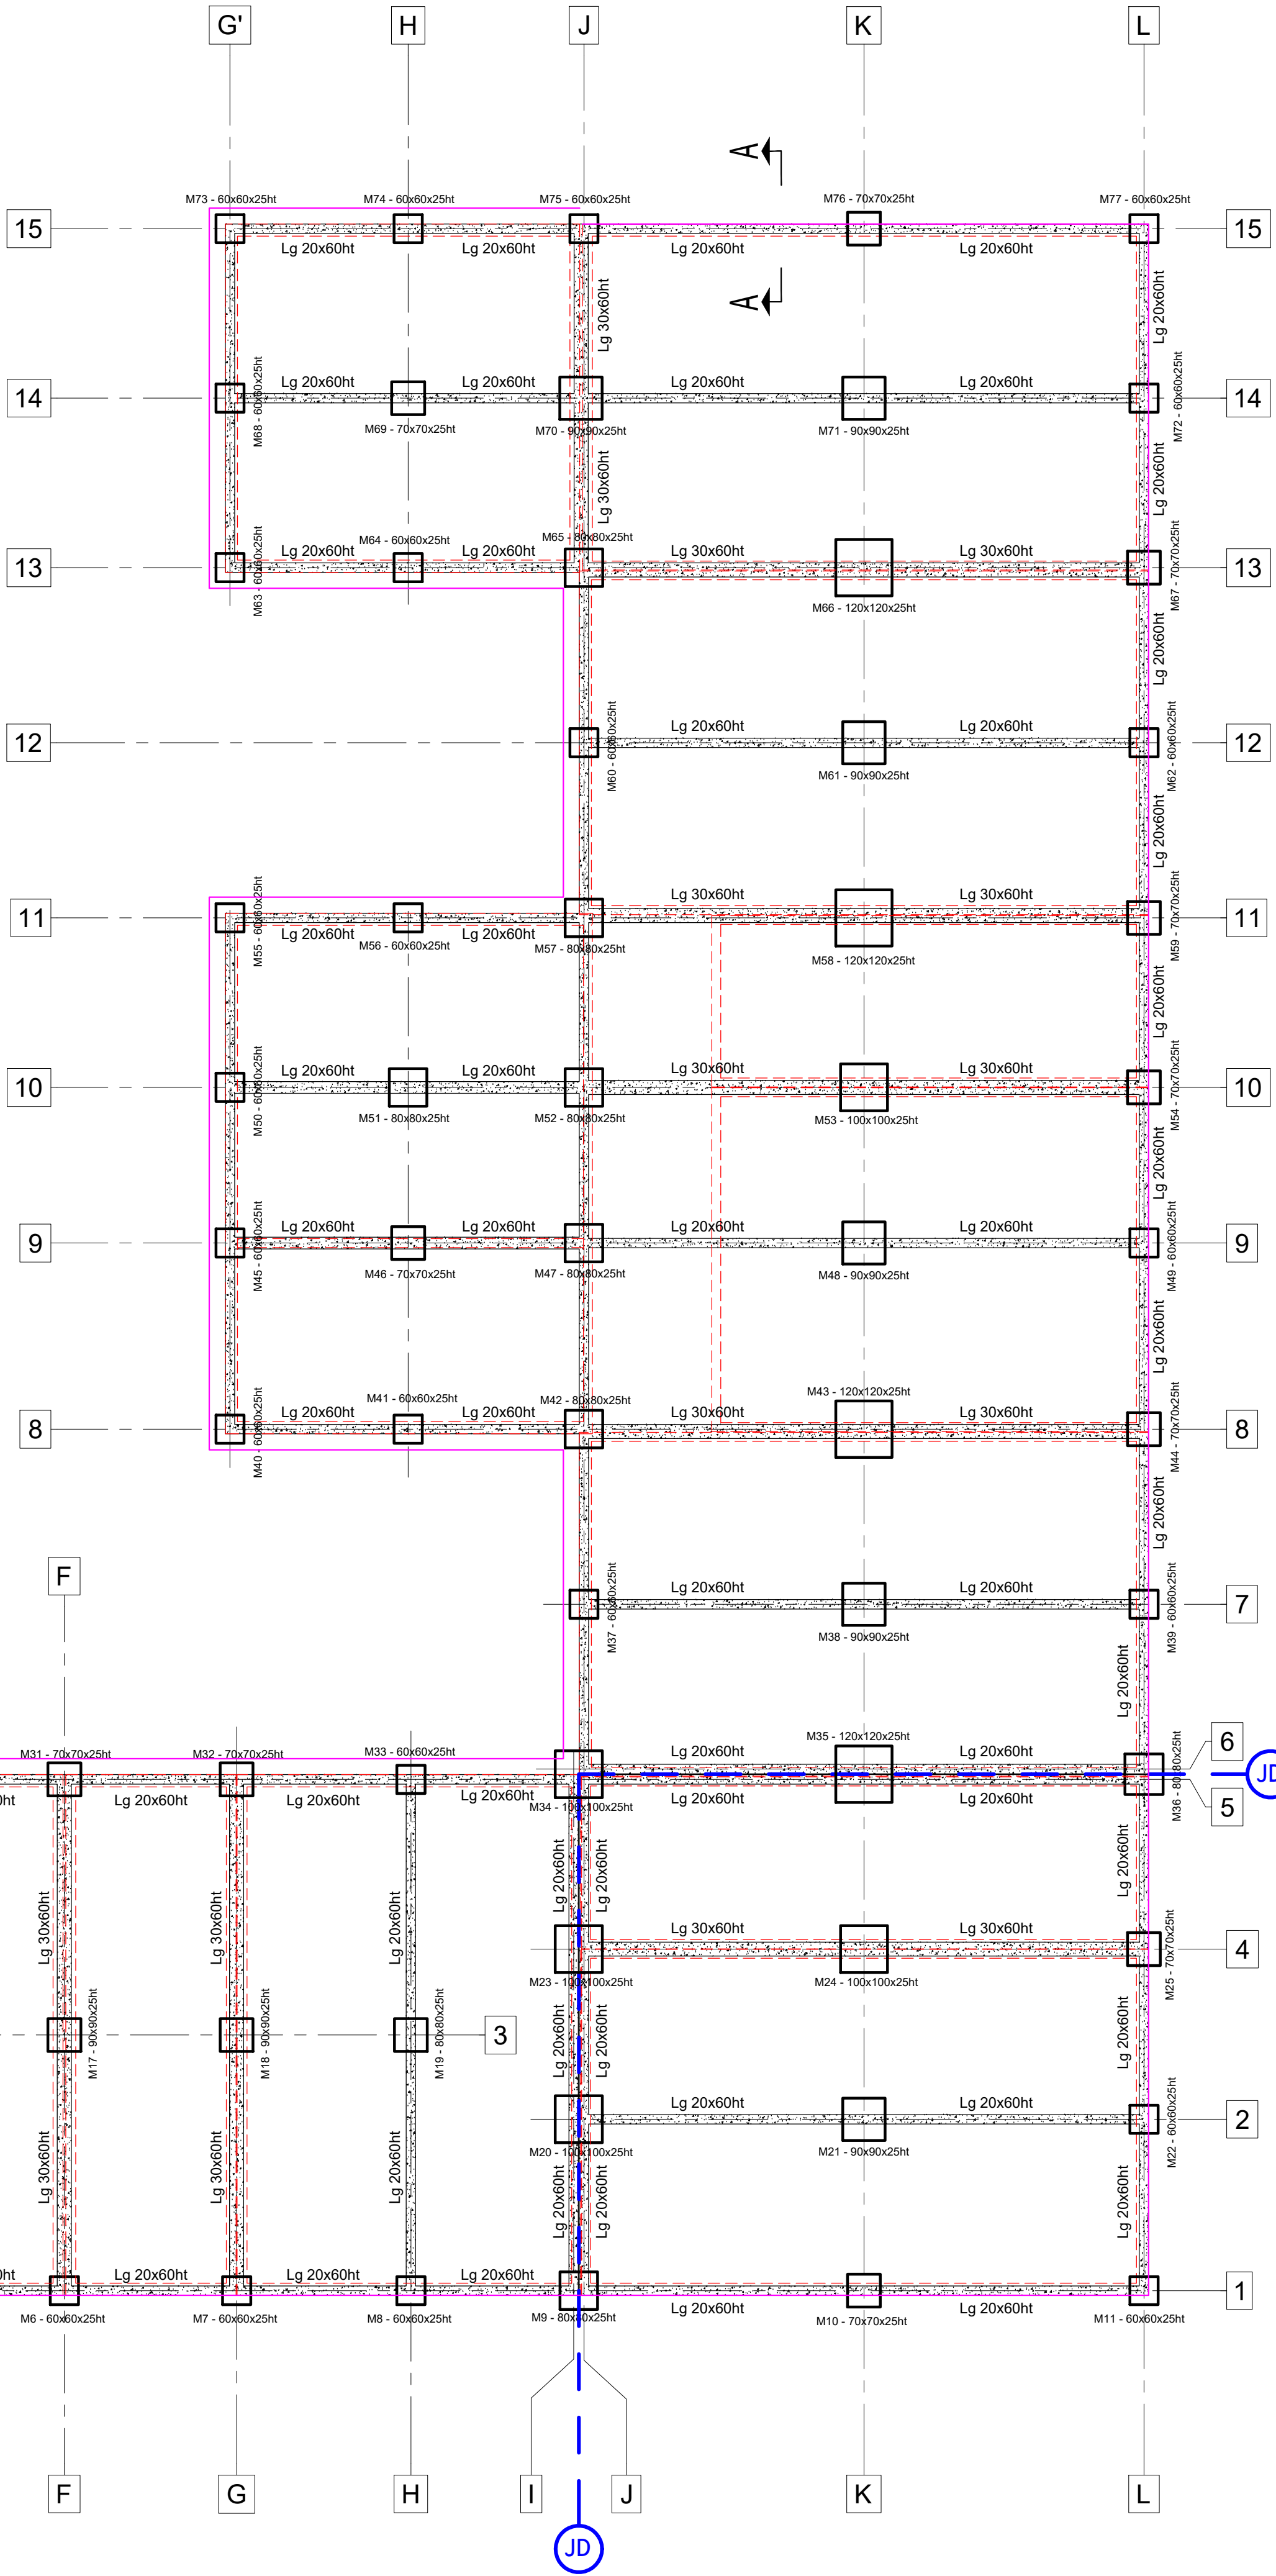 G' H J K L
A
M73 - 60x60x25ht M74 - 60x60x25ht M75 - 60x60x25ht M76 - 70x70x25ht M77 - 60x60x25ht
15 15
Lg 20x60ht Lg 20x60ht Lg 20x60ht Lg 20x60ht
Lg 30x60ht Lg 20x60ht
A
Lg 20x60ht Lg 20x60ht Lg 20x60ht Lg 20x60ht
14 14
M68 - 60x60x25ht M69 - 70x70x25ht M70 - 90x90x25ht M71 - 90x90x25ht M72 - 60x60x25ht
Lg 30x60ht Lg 20x60ht
M64 - 60x60x25ht M65 - 80x80x25ht
Lg 20x60ht Lg 20x60ht Lg 30x60ht Lg 30x60ht
13 13
M63 - 60x60x25ht M66 - 120x120x25ht M67 - 70x70x25ht
Lg 20x60ht
Lg 20x60ht Lg 20x60ht
12 12
M60 - 60x60x25ht M61 - 90x90x25ht M62 - 60x60x25ht
Lg 20x60ht
Lg 30x60ht Lg 30x60ht
11 11
Lg 20x60ht Lg 20x60ht
M55 - 60x60x25ht M56 - 60x60x25ht M57 - 80x80x25ht M58 - 120x120x25ht M59 - 70x70x25ht
Lg 20x60ht
Lg 20x60ht Lg 20x60ht Lg 30x60ht Lg 30x60ht
10 10
M50 - 60x60x25ht M51 - 80x80x25ht M52 - 80x80x25ht M53 - 100x100x25ht M54 - 70x70x25ht
Lg 20x60ht
Lg 20x60ht Lg 20x60ht Lg 20x60ht Lg 20x60ht
9 9
M45 - 60x60x25ht M46 - 70x70x25ht M47 - 80x80x25ht M48 - 90x90x25ht M49 - 60x60x25ht
Lg 20x60ht
M41 - 60x60x25ht M42 - 80x80x25ht M43 - 120x120x25ht
Lg 20x60ht Lg 20x60ht Lg 30x60ht Lg 30x60ht
8 8
M40 - 60x60x25ht M44 - 70x70x25ht
Lg 20x60ht
F
Lg 20x60ht Lg 20x60ht
7
M37 - 60x60x25ht M38 - 90x90x25ht M39 - 60x60x25ht
Lg 20x60ht
M31 - 70x70x25ht M32 - 70x70x25ht M33 - 60x60x25ht M35 - 120x120x25ht
6
Lg 20x60ht Lg 20x60ht
JD
M36 - 80x80x25ht
0ht Lg 20x60ht Lg 20x60ht Lg 20x60ht Lg 20x60ht Lg 20x60ht
M34 - 100x100x25ht
5
Lg 30x60ht Lg 30x60ht Lg 20x60ht Lg 20x60ht Lg 20x60ht Lg 20x60ht
Lg 30x60ht Lg 30x60ht
4
M23 - 100x100x25ht M24 - 100x100x25ht M25 - 70x70x25ht
3
M17 - 90x90x25ht M18 - 90x90x25ht M19 - 80x80x25ht
Lg 20x60ht Lg 20x60ht Lg 20x60ht
Lg 20x60ht Lg 20x60ht
2
M20 - 100x100x25ht M21 - 90x90x25ht M22 - 60x60x25ht
Lg 30x60ht Lg 30x60ht Lg 20x60ht Lg 20x60ht Lg 20x60ht Lg 20x60ht
0ht Lg 20x60ht Lg 20x60ht Lg 20x60ht
1
Lg 20x60ht Lg 20x60ht
M6 - 60x60x25ht M7 - 60x60x25ht M8 - 60x60x25ht M9 - 80x80x25ht M10 - 70x70x25ht M11 - 60x60x25ht
F G H I J K L
JD